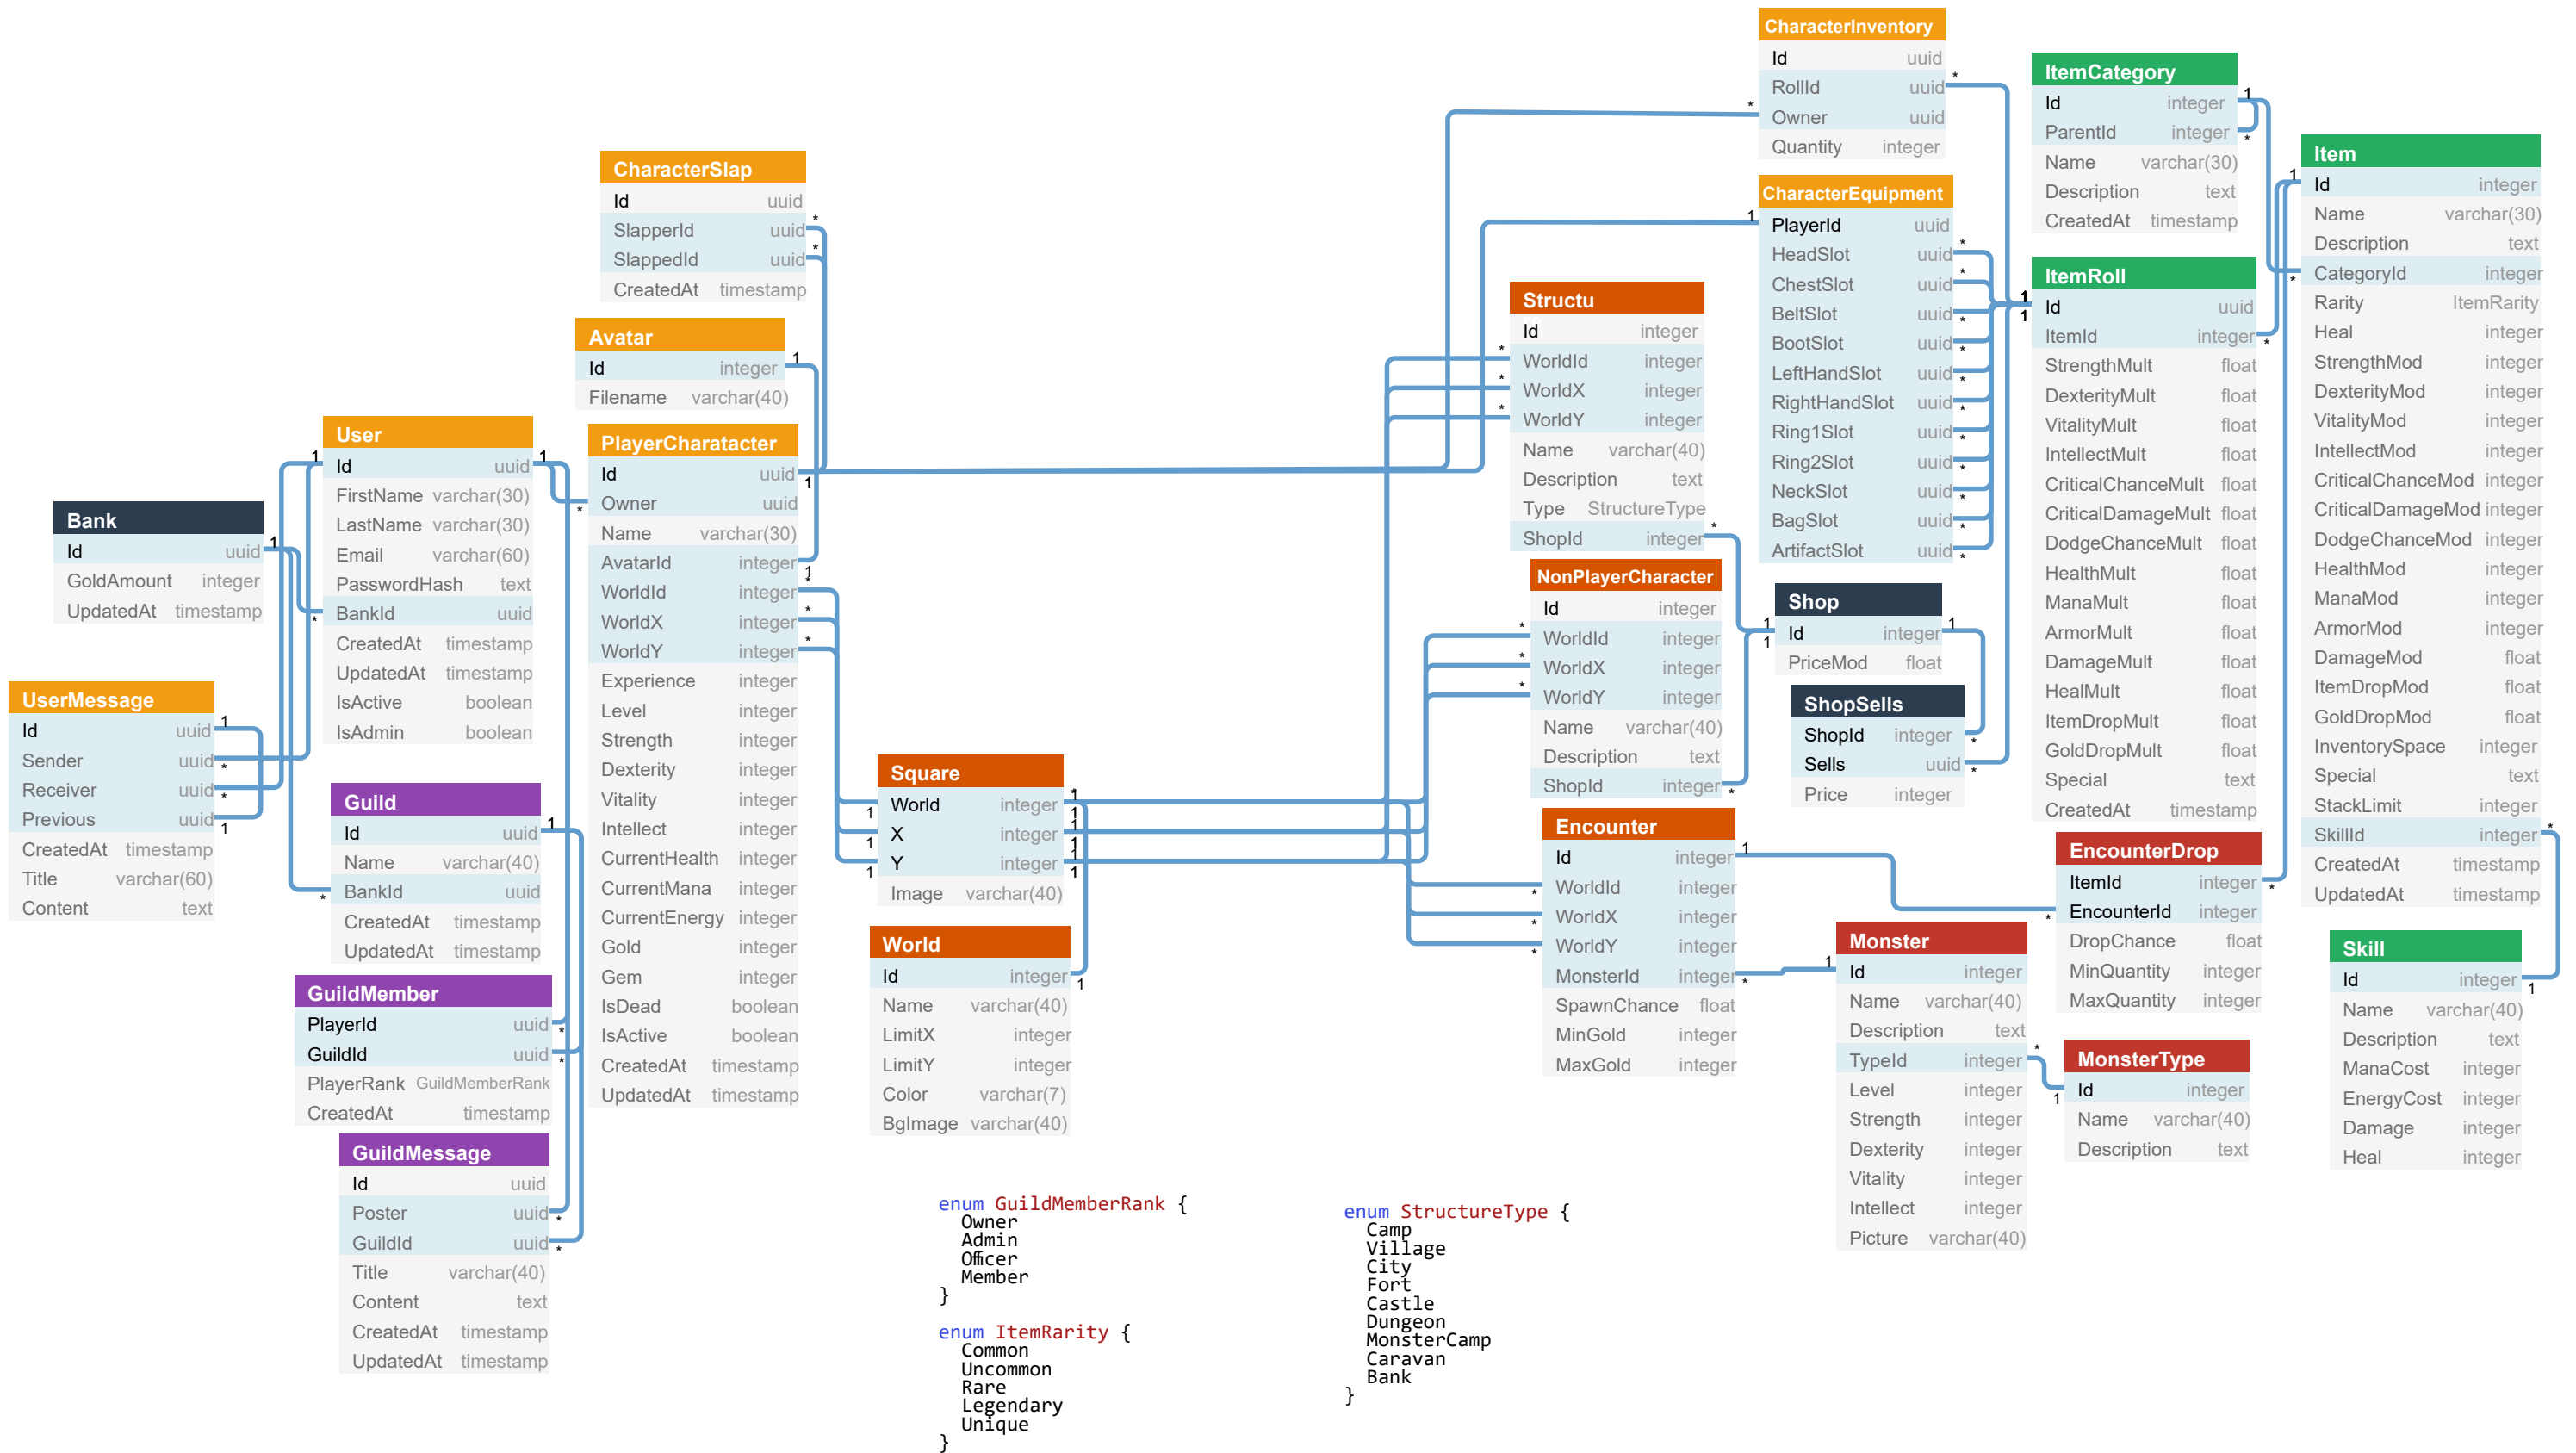 CharacterInventory
Id uuid
RollId uuid
Owner uuid
Quantity integer
ItemCategory
Id integer
ParentId integer
Name varchar(30)
Description text
CreatedAt timestamp
Item
Id integer
Name varchar(30)
Description text
CategoryId integer
Rarity ItemRarity
Heal integer
StrengthMod integer
DexterityMod integer
VitalityMod integer
IntellectMod integer
CriticalChanceMod integer
CriticalDamageMod integer
DodgeChanceMod integer
HealthMod integer
ManaMod integer
ArmorMod integer
DamageMod float
ItemDropMod float
GoldDropMod float
InventorySpace integer
Special text
StackLimit integer
SkillId integer
CreatedAt timestamp
UpdatedAt timestamp
CharacterSlap
Id uuid
SlapperId uuid
SlappedId uuid
CreatedAt timestamp
CharacterEquipment
PlayerId uuid
HeadSlot uuid
ChestSlot uuid
BeltSlot uuid
BootSlot uuid
LeftHandSlot uuid
RightHandSlot uuid
Ring1Slot uuid
Ring2Slot uuid
NeckSlot uuid
BagSlot uuid
ArtifactSlot uuid
ItemRoll
Id uuid
ItemId integer
StrengthMult float
DexterityMult float
VitalityMult float
IntellectMult float
CriticalChanceMult float
CriticalDamageMult float
DodgeChanceMult float
HealthMult float
ManaMult float
ArmorMult float
DamageMult float
HealMult float
ItemDropMult float
GoldDropMult float
Special text
CreatedAt timestamp
Structu
Id integer
WorldId integer
WorldX integer
WorldY integer
Name varchar(40)
Description text
Type StructureType
ShopId integer
Avatar
Id integer
Filename varchar(40)
User
Id uuid
FirstName varchar(30)
LastName varchar(30)
Email varchar(60)
PasswordHash text
BankId uuid
CreatedAt timestamp
UpdatedAt timestamp
IsActive boolean
IsAdmin boolean
PlayerCharatacter
Id uuid
Owner uuid
Name varchar(30)
AvatarId integer
WorldId integer
WorldX integer
WorldY integer
Experience integer
Level integer
Strength integer
Dexterity integer
Vitality integer
Intellect integer
CurrentHealth integer
CurrentMana integer
CurrentEnergy integer
Gold integer
Gem integer
IsDead boolean
IsActive boolean
CreatedAt timestamp
UpdatedAt timestamp
Bank
Id uuid
GoldAmount integer
UpdatedAt timestamp
NonPlayerCharacter
Id integer
WorldId integer
WorldX integer
WorldY integer
Name varchar(40)
Description text
ShopId integer
Shop
Id integer
PriceMod float
ShopSells
ShopId integer
Sells uuid
Price integer
UserMessage
Id uuid
Sender uuid
Receiver uuid
Previous uuid
CreatedAt timestamp
Title varchar(60)
Content text
Guild
Id uuid
Name varchar(40)
BankId uuid
CreatedAt timestamp
UpdatedAt timestamp
Square
World integer
X integer
Y integer
Image varchar(40)
Encounter
Id integer
WorldId integer
WorldX integer
WorldY integer
MonsterId integer
SpawnChance float
MinGold integer
MaxGold integer
EncounterDrop
ItemId integer
EncounterId integer
DropChance float
MinQuantity integer
MaxQuantity integer
World
Id integer
Name varchar(40)
LimitX integer
LimitY integer
Color varchar(7)
BgImage varchar(40)
Monster
Id integer
Name varchar(40)
Description text
TypeId integer
Level integer
Strength integer
Dexterity integer
Vitality integer
Intellect integer
Picture varchar(40)
Skill
Id integer
Name varchar(40)
Description text
ManaCost integer
EnergyCost integer
Damage integer
Heal integer
GuildMember
PlayerId uuid
GuildId uuid
PlayerRank GuildMemberRank
CreatedAt timestamp
MonsterType
Id integer
Name varchar(40)
Description text
GuildMessage
Id uuid
Poster uuid
GuildId uuid
Title varchar(40)
Content text
CreatedAt timestamp
UpdatedAt timestamp
enum GuildMemberRank {
Owner
Admin
Officer
Member
}
enum ItemRarity {
Common
Uncommon
Rare
Legendary
Unique
}
enum StructureType {
Camp
Village
City
Fort
Castle
Dungeon
MonsterCamp
Caravan
Bank
}